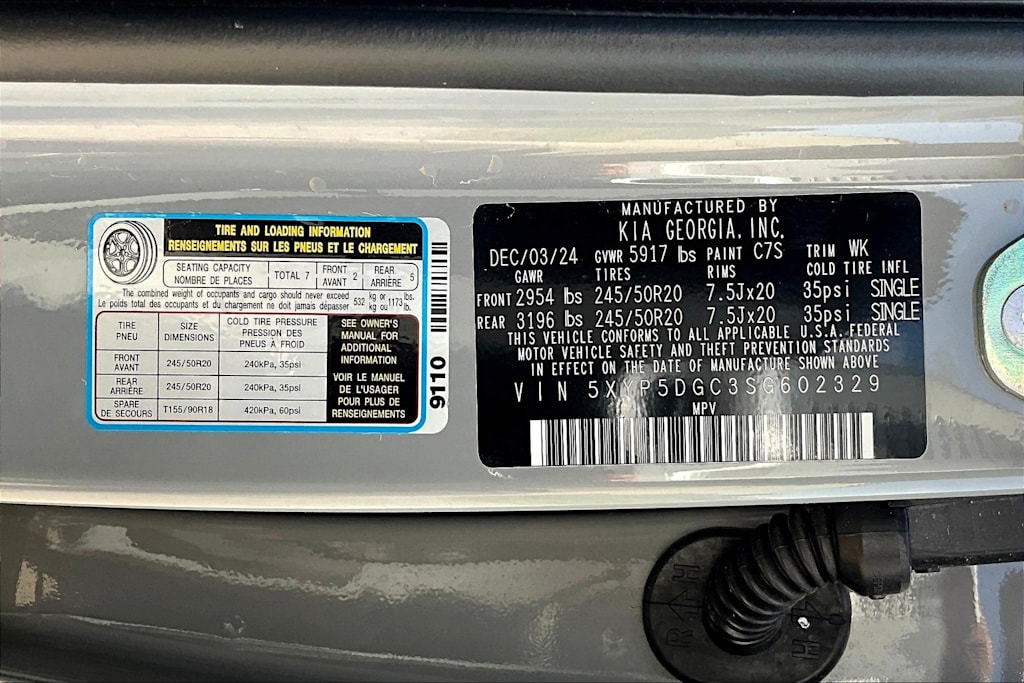 TIRE AND LOADING INFORMATION
RENSEIGNEMENTS SUR LES PNEUS ET LE CHARGEMENT
SEATING CAPACITY
NOMBRE DE PLACES
TOTAL 7
FRONT
AVANT 2
REAR
ARRIÈRE 5
The combined weight of occupants and cargo should never exceed
Le poids total des occupants et du chargement ne doit jamais dépasser
532 kg or 1173 lbs.
kg ou lb.
TIRE
PNEU
SIZE
DIMENSIONS
COLD TIRE PRESSURE
PRESSION DES
PNEUS À FROID
FRONT
AVANT
245/50R20
240kPa, 35psi
REAR
ARRIÈRE
245/50R20
240kPa, 35psi
SPARE
DE SECOURS
T155/90R18
420kPa, 60psi
SEE OWNER'S
MANUAL FOR
ADDITIONAL
INFORMATION
VOIR LE MANUEL
DE L'USAGER
POUR PLUS DE
RENSEIGNEMENTS
9110
MANUFACTURED BY
KIA GEORGIA, INC.
DEC/03/24 GVWR 5917 lbs PAINT C7S TRIM WK
GAWR TIRES RIMS COLD TIRE INFL
FRONT 2954 lbs 245/50R20 7.5Jx20 35psi SINGLE
REAR 3196 lbs 245/50R20 7.5Jx20 35psi SINGLE
THIS VEHICLE CONFORMS TO ALL APPLICABLE U.S.A. FEDERAL
MOTOR VEHICLE SAFETY AND THEFT PREVENTION STANDARDS
IN EFFECT ON THE DATE OF MANUFACTURE SHOWN ABOVE
VIN 5XYP5DGC3SG602329
MPV
RH